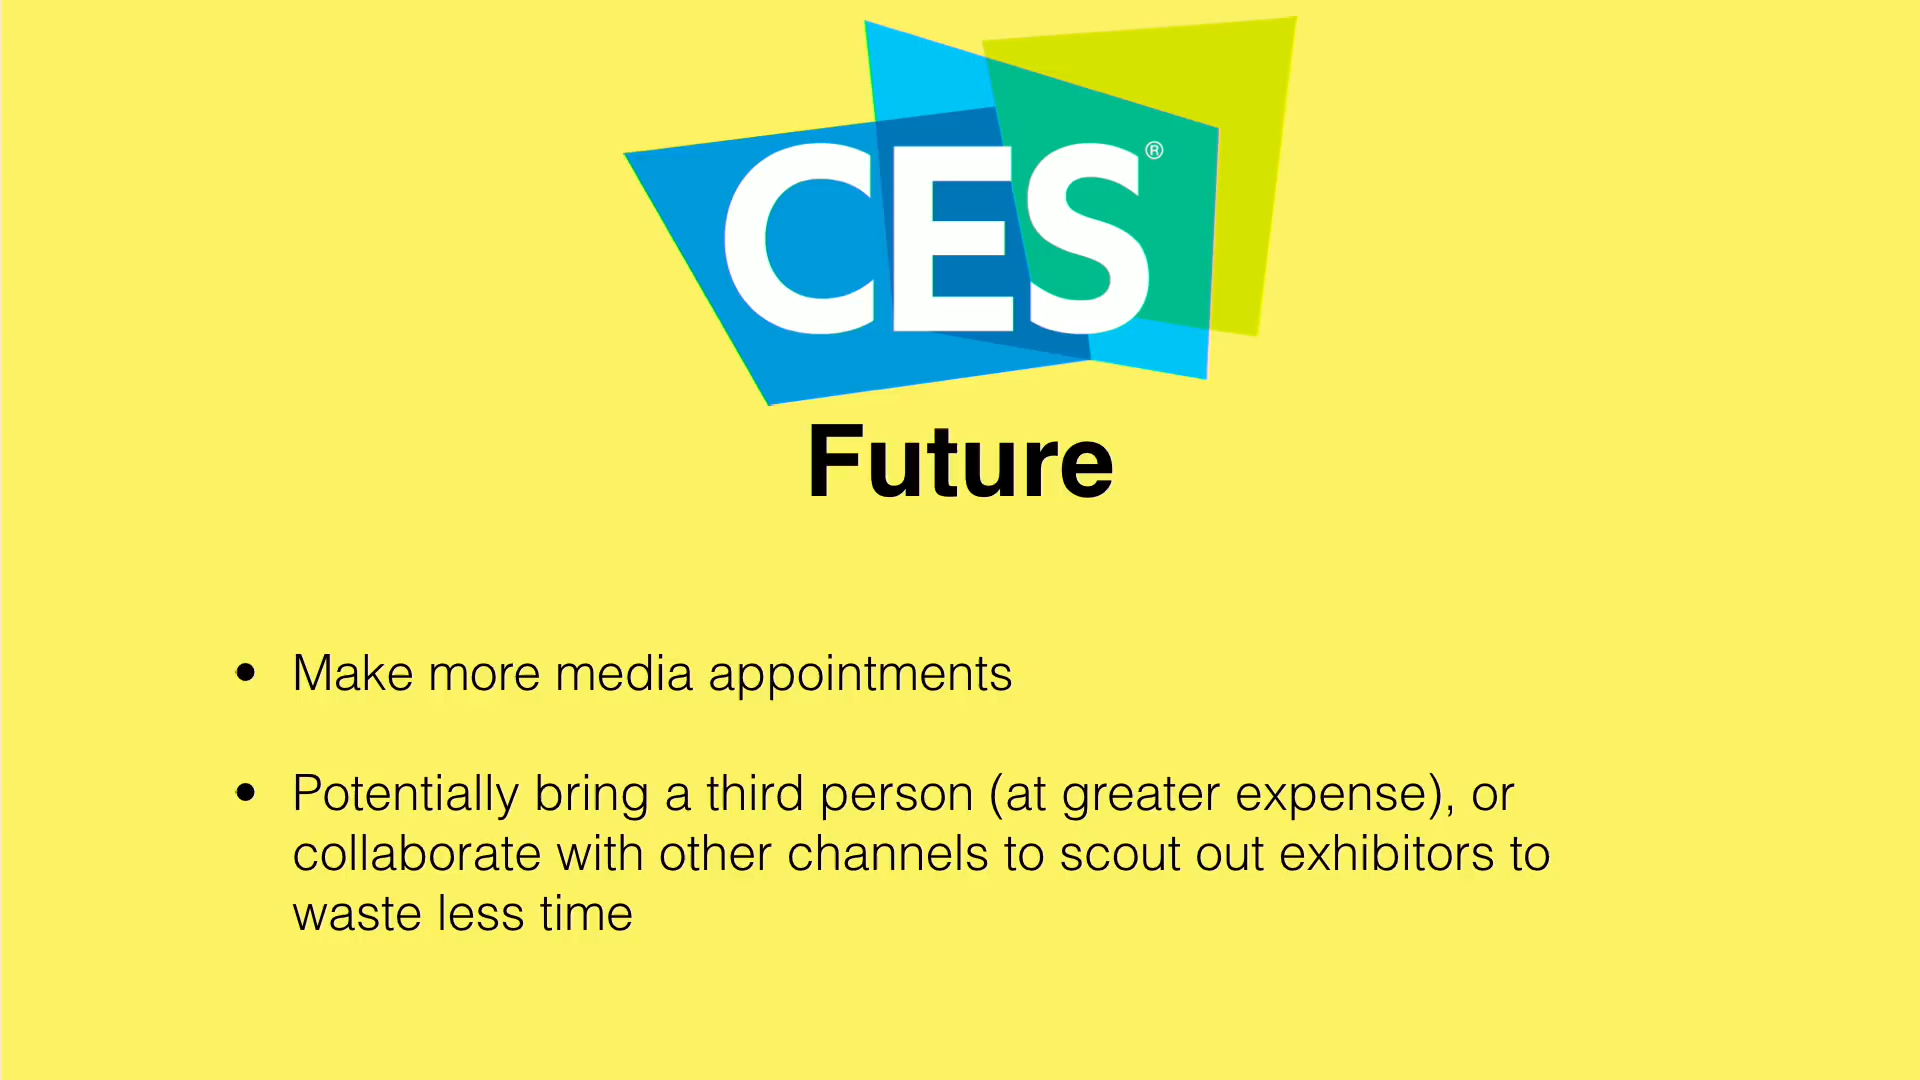 CES®
Future
• Make more media appointments
• Potentially bring a third person (at greater expense), or
collaborate with other channels to scout out exhibitors to
waste less time